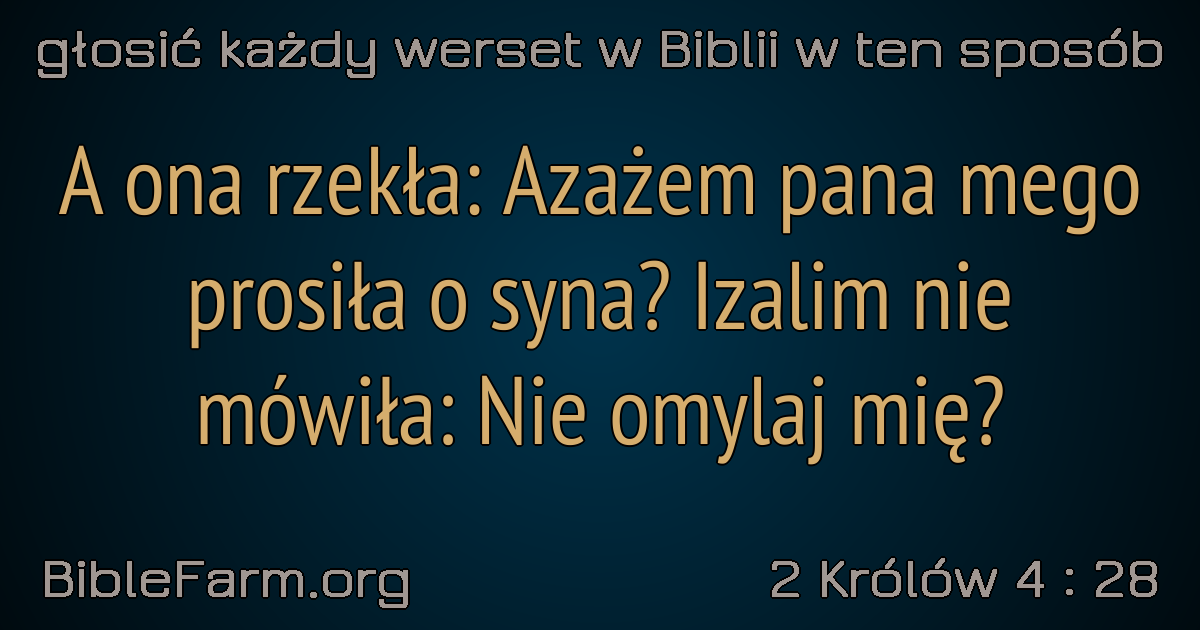 głosić każdy werset w Biblii w ten sposób
A ona rzekła: Azażem pana mego
prosiła o syna? Izalim nie
mówiła: Nie omylaj mię?
BibleFarm.org
2 Królów 4 : 28